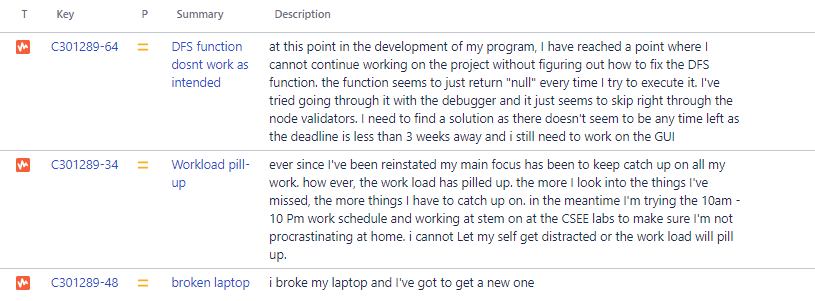 T Key P Summary Description
C301289-64 DFS function at this point in the development of my program, I have reached a point where I
dosnt work as cannot continue working on the project without figuring out how to fix the DFS
intended function. the function seems to just return "null" every time I try to execute it. I've
tried going through it with the debugger and it just seems to skip right through the
node validators. I need to find a solution as there doesn't seem to be any time left as
the deadline is less than 3 weeks away and i still need to work on the GUI
C301289-34 Workload pill- ever since I've been reinstated my main focus has been to keep catch up on all my
up work. how ever, the work load has pilled up. the more I look into the things I've
missed, the more things I have to catch up on. in the meantime I'm trying the 10am -
10 Pm work schedule and working at stem on at the CSEE labs to make sure I'm not
procrastinating at home. i cannot Let my self get distracted or the work load will pill
up.
C301289-48 broken laptop i broke my laptop and I've got to get a new one